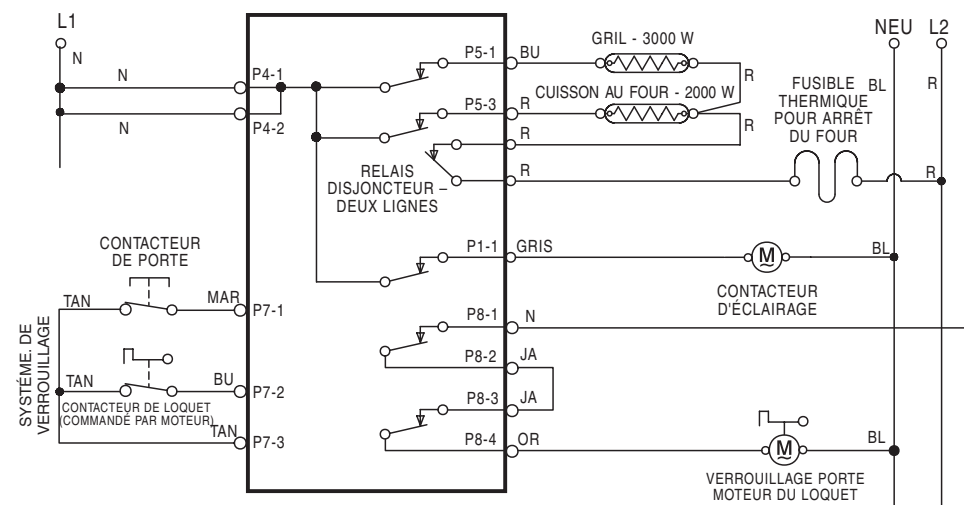 L1
NEU L2
N
N
N
P4-1
P4-2
P5-1
BU
GRIL - 3000 W
R
P5-3
R
CUISSON AU FOUR - 2000 W
R
R
R
RELAIS
DISJONCTEUR –
DEUX LIGNES
FUSIBLE
THERMIQUE
POUR ARRÊT
DU FOUR
BL
R
R
CONTACTEUR
DE PORTE
TAN
MAR
P7-1
P1-1
GRIS
M
BL
CONTACTEUR
D'ÉCLAIRAGE
SYSTÉME. DE
VERROUILLAGE
TAN
BU
P7-2
CONTACTEUR DE LOQUET
(COMMANDÉ PAR MOTEUR)
TAN
P7-3
P8-1
N
P8-2
JA
P8-3
JA
P8-4
OR
M
BL
VERROUILLAGE PORTE
MOTEUR DU LOQUET